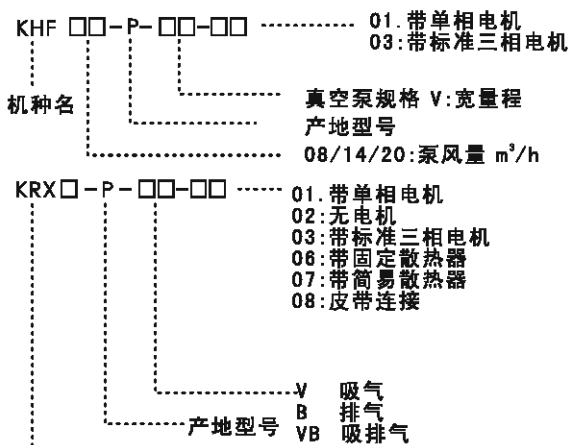 KHF □□-P-□□-□□
01.带单相电机
03:带标准三相电机
机种名
真空泵规格 V:宽量程
产地型号
08/14/20:泵风量 m³/h
KRX□-P-□□-□□
01.带单相电机
02:无电机
03:带标准三相电机
06:带固定散热器
07:带简易散热器
08:皮带连接
V 吸气
B 排气
产地型号 VB 吸排气